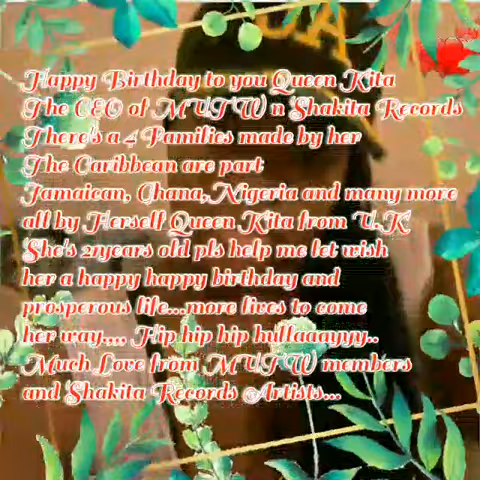 Happy Birthday to you Queen Kita
The CEO of MUTW n Shakita Records
There's a 4 Families made by her
The Caribbean are part
Jamaican, Ghana,Nigeria and many more
all by Herself Queen Kita from U.K
She's 21years old pls help me let wish
her a happy happy birthday and
prosperous life...more lives to come
her way.,,, Hip hip hip hullaaayyy..
Much Love from MUTW members
and Shakita Records Artists...